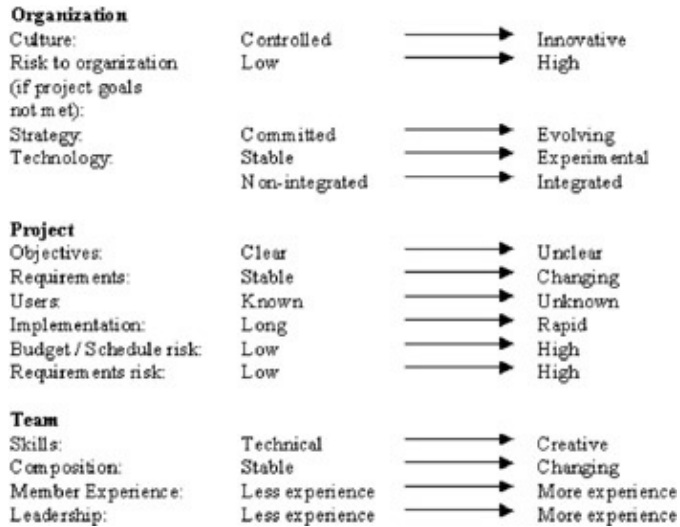 Organization
Culture: Controlled Innovative
Risk to organization Low High
(if project goals
not met):
Strategy: Committed Evolving
Technology: Stable Experimental
Non-integrated Integrated
Project
Objectives: Clear Unclear
Requirements: Stable Changing
Users: Known Unknown
Implementation: Long Rapid
Budget / Schedule risk: Low High
Requirements risk: Low High
Team
Skills: Technical Creative
Composition: Stable Changing
Member Experience: Less experience More experience
Leadership: Less experience More experience